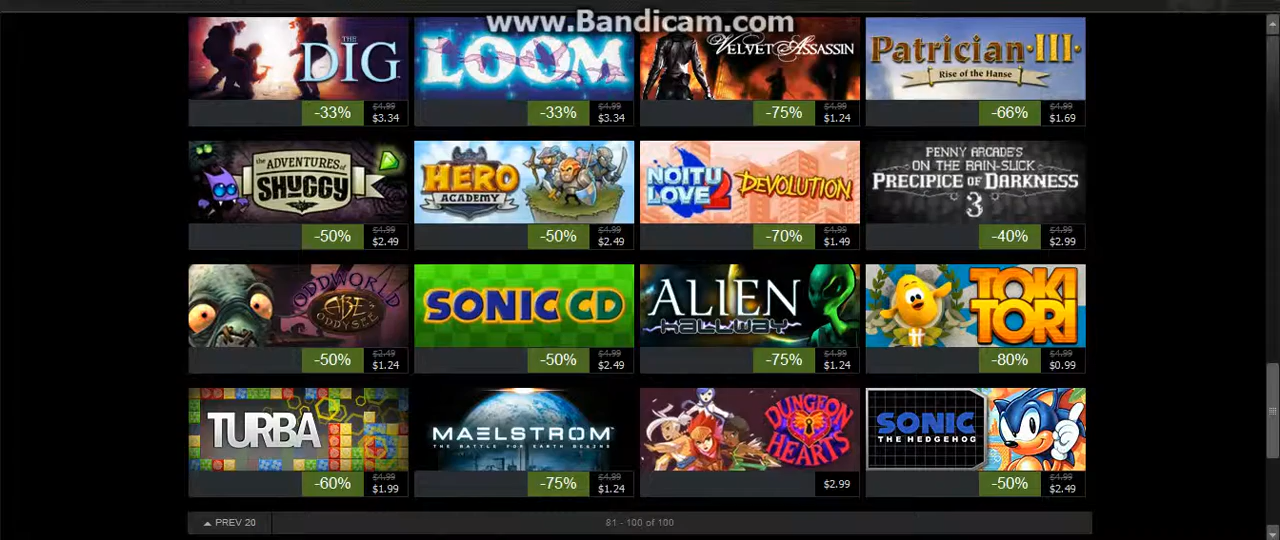 www.Bandicam.com
THE DIG
LOOM
VELVET ASSASSIN
PATRICIAN·III
Rise of the Hanse
-33%
$4.99
$3.34
-33%
$4.99
$3.34
-75%
$4.99
$1.24
-66%
$4.99
$1.69
the ADVENTURES of
SHUGGY
HERO
ACADEMY
NOITU
LOVE 2
DEVOLUTION
PENNY ARCADE'S
ON THE RAIN-SLICK
PRECIPICE OF DARKNESS
3
-50%
$4.99
$2.49
-50%
$4.99
$2.49
-70%
$4.99
$1.49
-40%
$4.99
$2.99
ODDWORLD
ABE
ODDYSEE
SONIC CD
ALIEN
HALLWAY
TOKI
TORI
-50%
$2.49
$1.24
-50%
$4.99
$2.49
-75%
$4.99
$1.24
-80%
$4.99
$0.99
TURBA
MAELSTROM
THE BATTLE FOR EARTH BEGINS
DUNGEON
HEARTS
SONIC
THE HEDGEHOG
-60%
$4.99
$1.99
-75%
$4.99
$1.24
$2.99
-50%
$4.99
$2.49
PREV 20
81 - 100 of 100